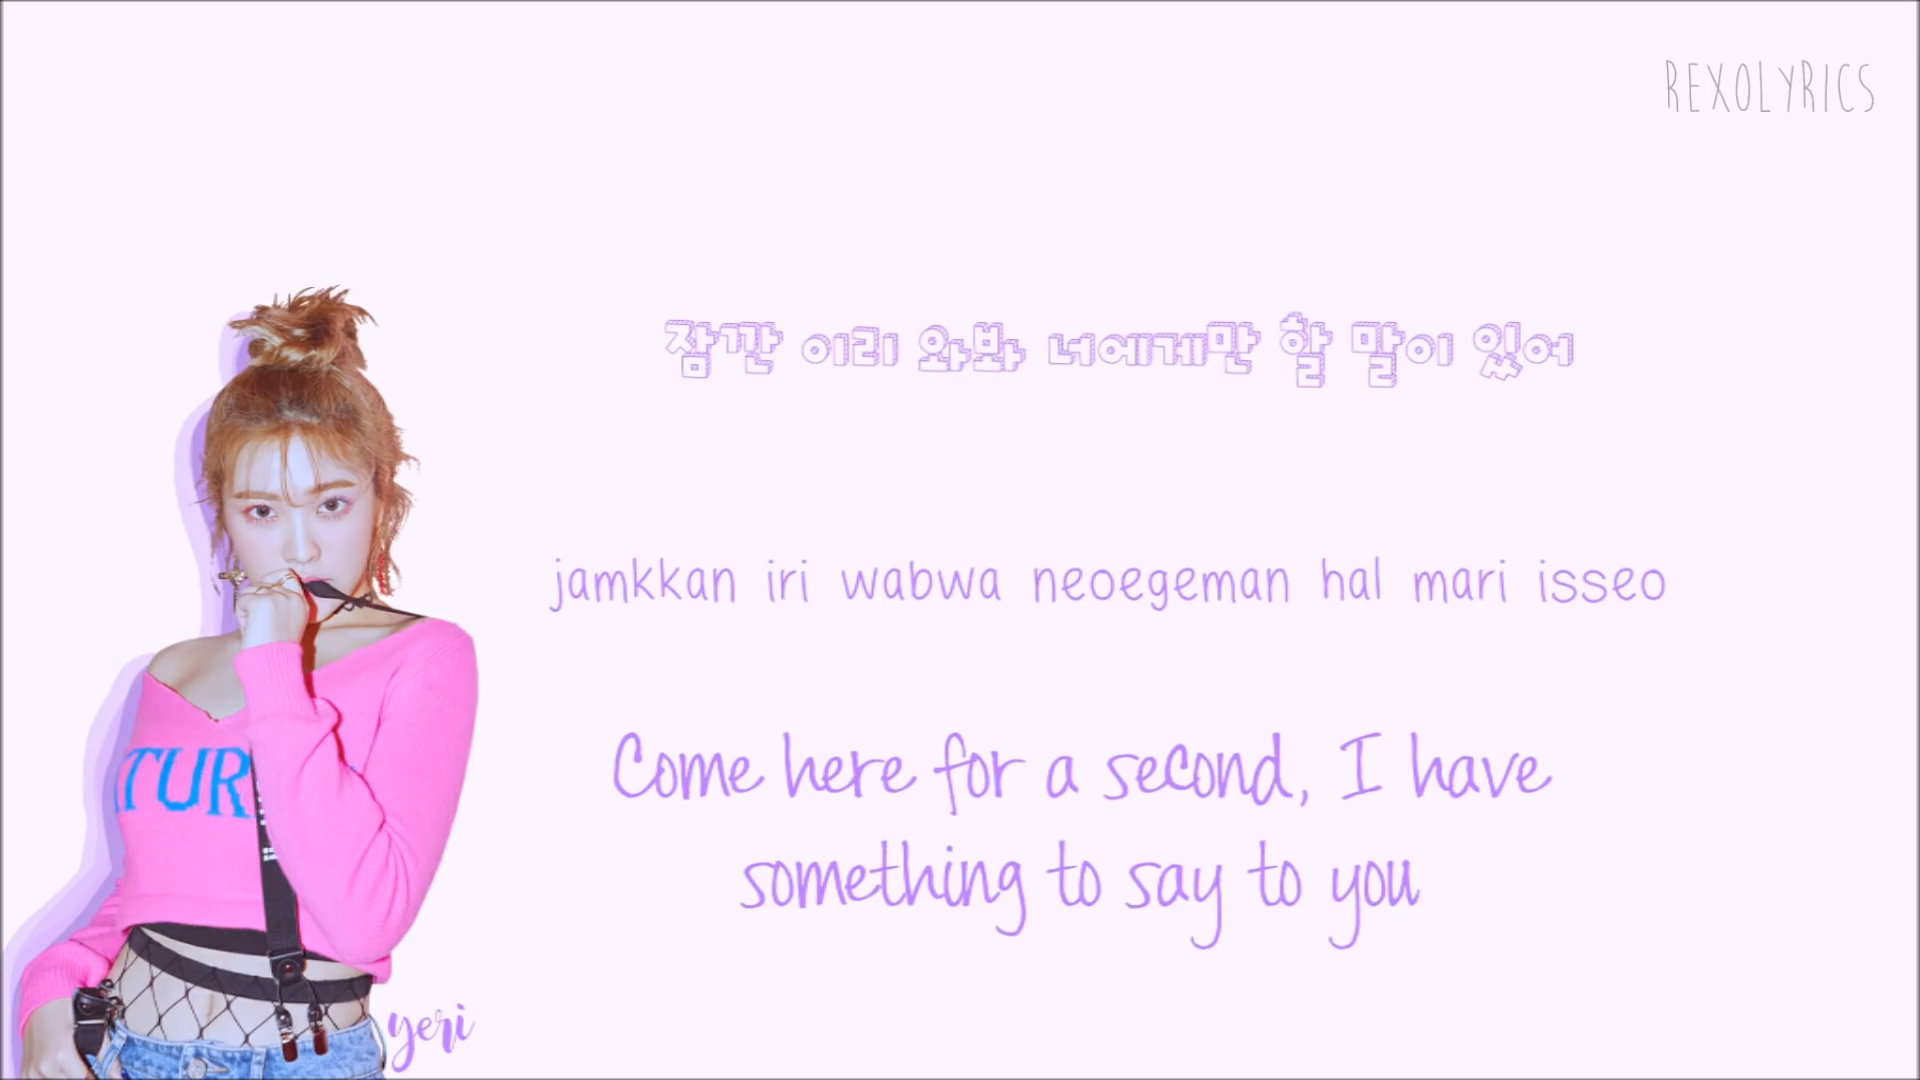 REXOLYRICS
잠깐 이리 와봐 너에게만 할 말이 있어
jamkkan iri wabwa neoegeman hal mari isseo
Come here for a second, I have
something to say to you
TUR
yeri